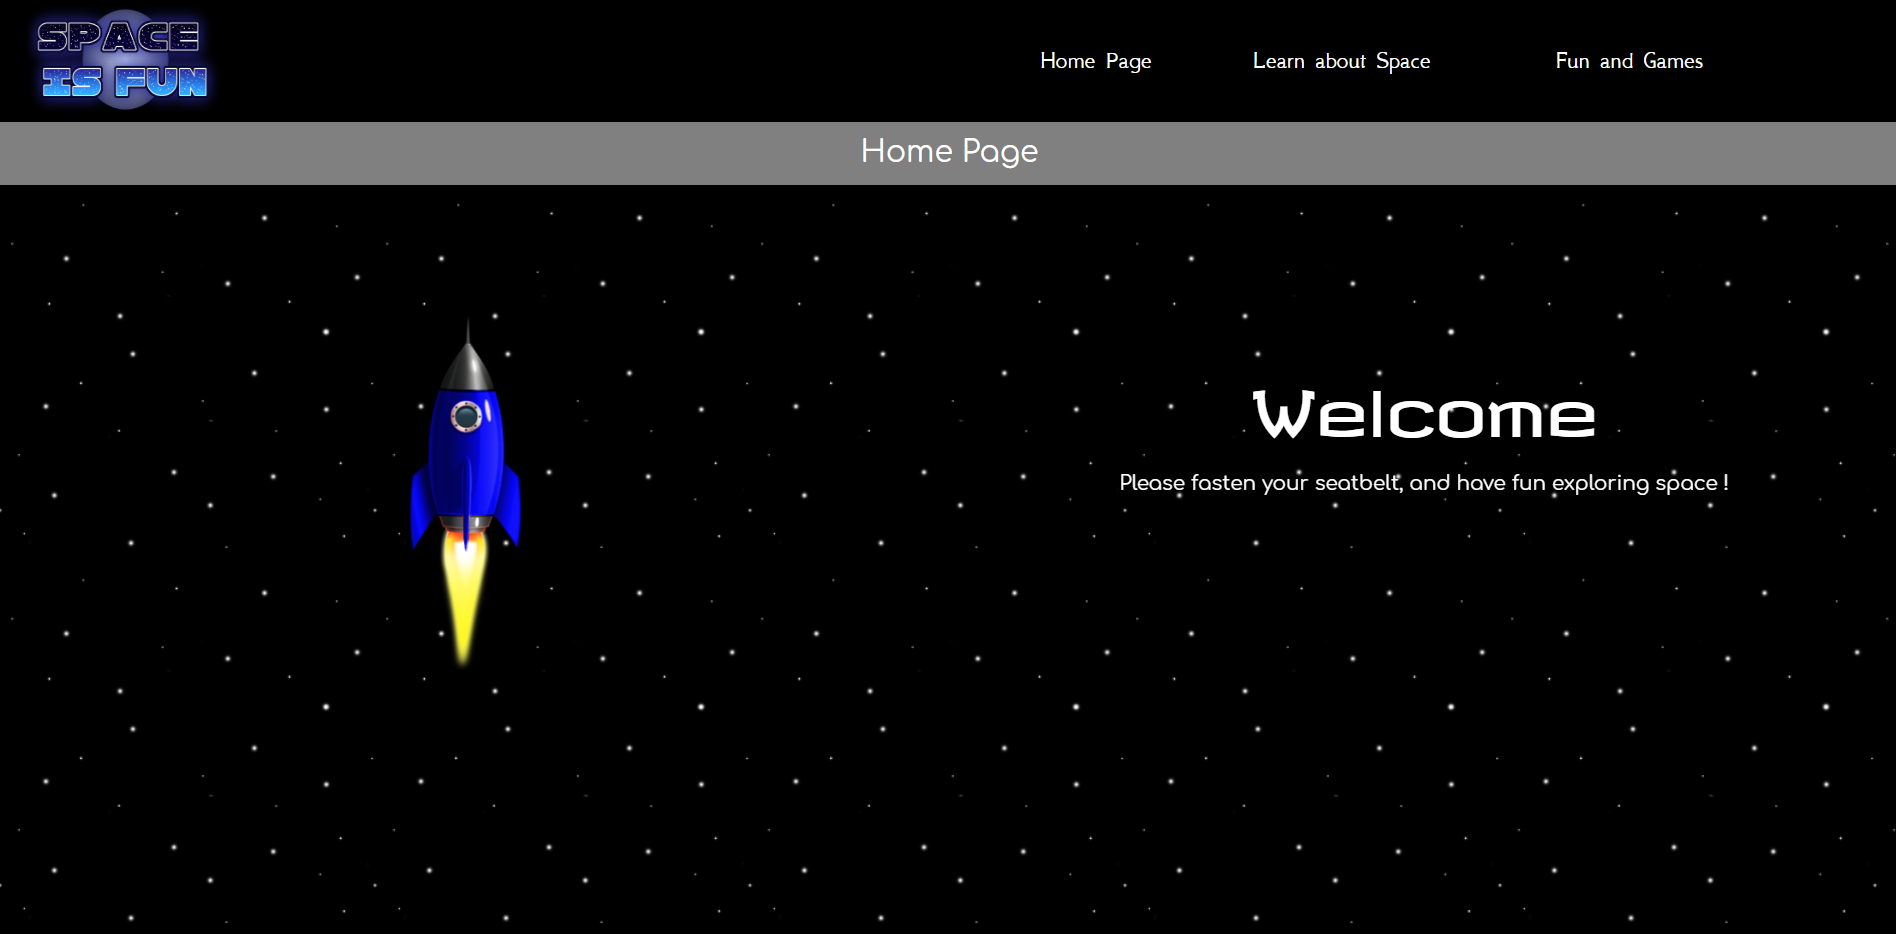 SPACE
IS FUN
Home Page
Learn about Space
Fun and Games
Home Page
Welcome
Please fasten your seatbelt, and have fun exploring space !